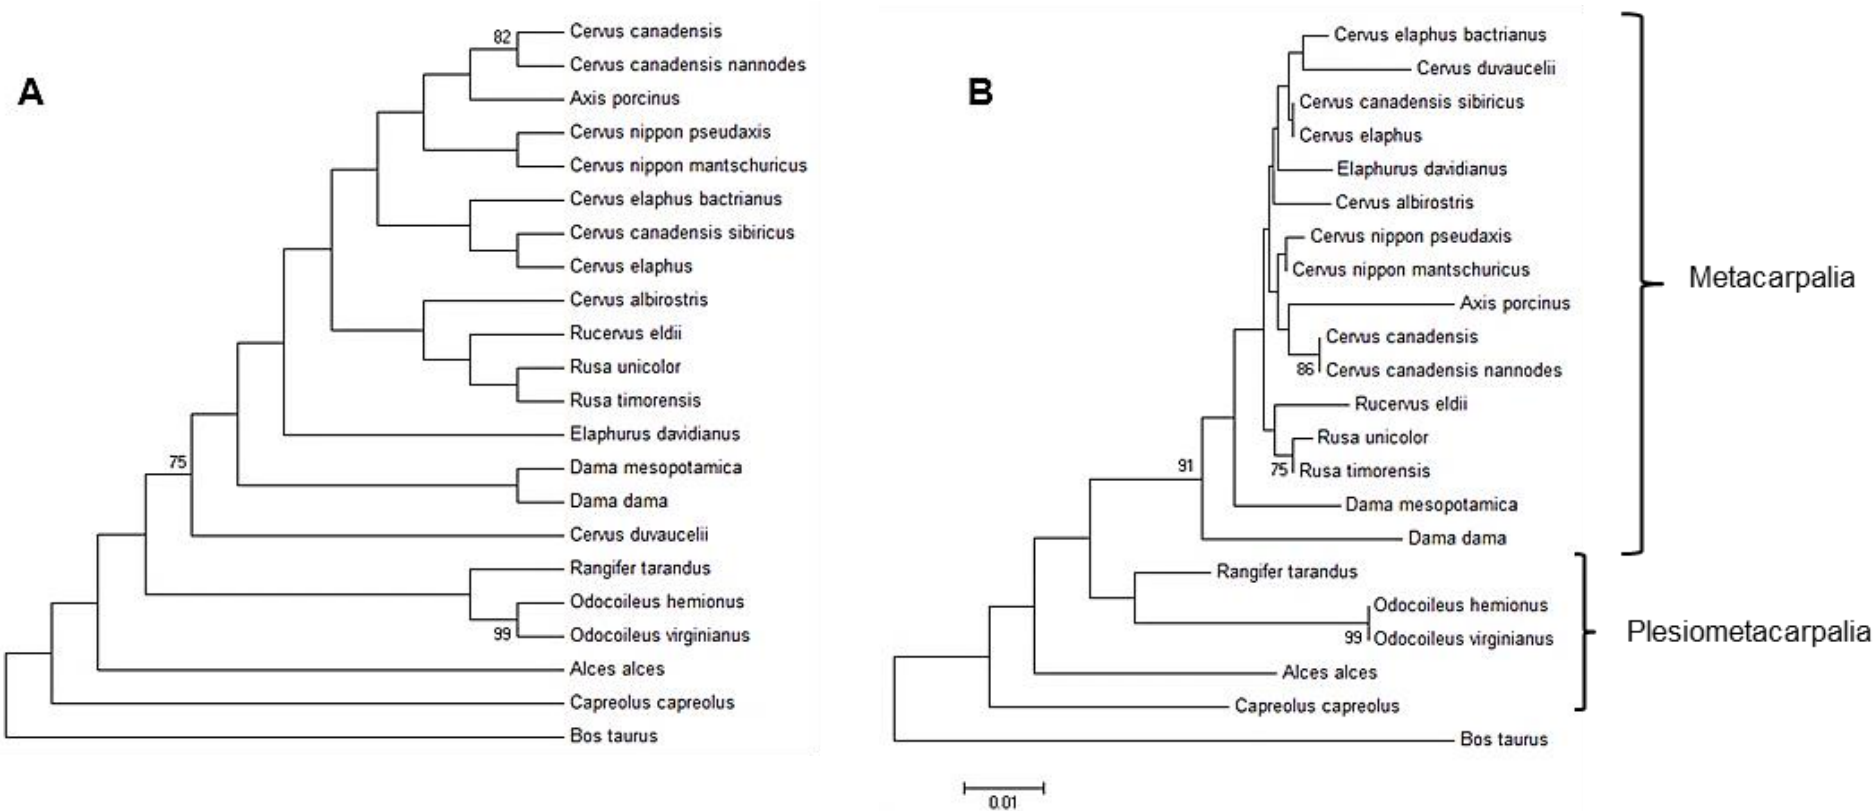 A
82
Cervus canadensis
Cervus canadensis nannodes
Axis porcinus
Cervus nippon pseudaxis
Cervus nippon mantschuricus
Cervus elaphus bactrianus
Cervus canadensis sibiricus
Cervus elaphus
Cervus albirostris
Rucervus eldii
Rusa unicolor
Rusa timorensis
Elaphurus davidianus
75
Dama mesopotamica
Dama dama
Cervus duvaucelii
Rangifer tarandus
Odocoileus hemionus
99
Odocoileus virginianus
Alces alces
Capreolus capreolus
Bos taurus
B
Cervus elaphus bactrianus
Cervus duvaucelii
Cervus canadensis sibiricus
Cervus elaphus
Elaphurus davidianus
Cervus albirostris
Cervus nippon pseudaxis
Cervus nippon mantschuricus
Axis porcinus
Cervus canadensis
86
Cervus canadensis nannodes
Rucervus eldii
Rusa unicolor
75
Rusa timorensis
91
Dama mesopotamica
Dama dama
Rangifer tarandus
Odocoileus hemionus
99
Odocoileus virginianus
Alces alces
Capreolus capreolus
Bos taurus
0.01
Metacarpalia
Plesiometacarpalia